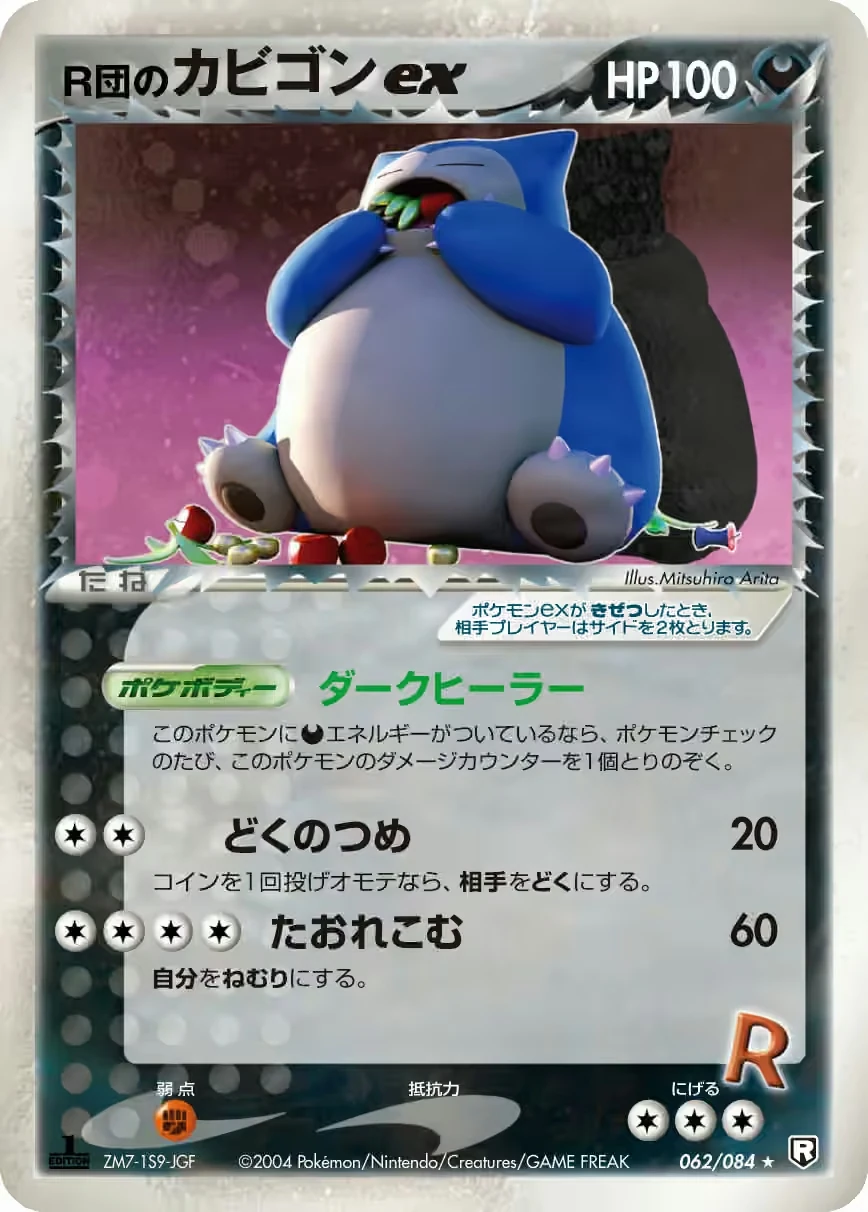 R団のカビゴンex HP100
たね
Illus.Mitsuhiro Arita
ポケモンexがきぜつしたとき、
相手プレイヤーはサイドを2枚とります。
ポケボディー ダークヒーラー
このポケモンにエネルギーがついているなら、ポケモンチェック
のたび、このポケモンのダメージカウンターを1個とりのぞく。
どくのつめ 20
コインを1回投げオモテなら、相手をどくにする。
たおれこむ 60
自分をねむりにする。
R
弱点 抵抗力 にげる
1 EDITION ZM7-1S9-JGF ©2004 Pokémon/Nintendo/Creatures/GAME FREAK 062/084 ★ R